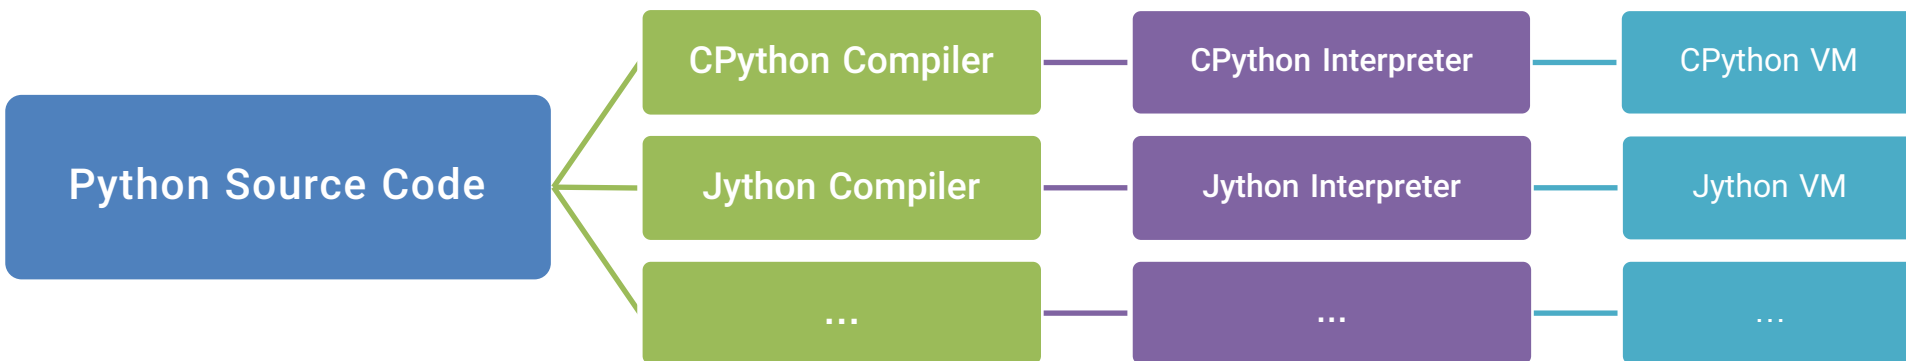 Python Source Code
CPython Compiler
CPython Interpreter
CPython VM
Jython Compiler
Jython Interpreter
Jython VM
...
...
...